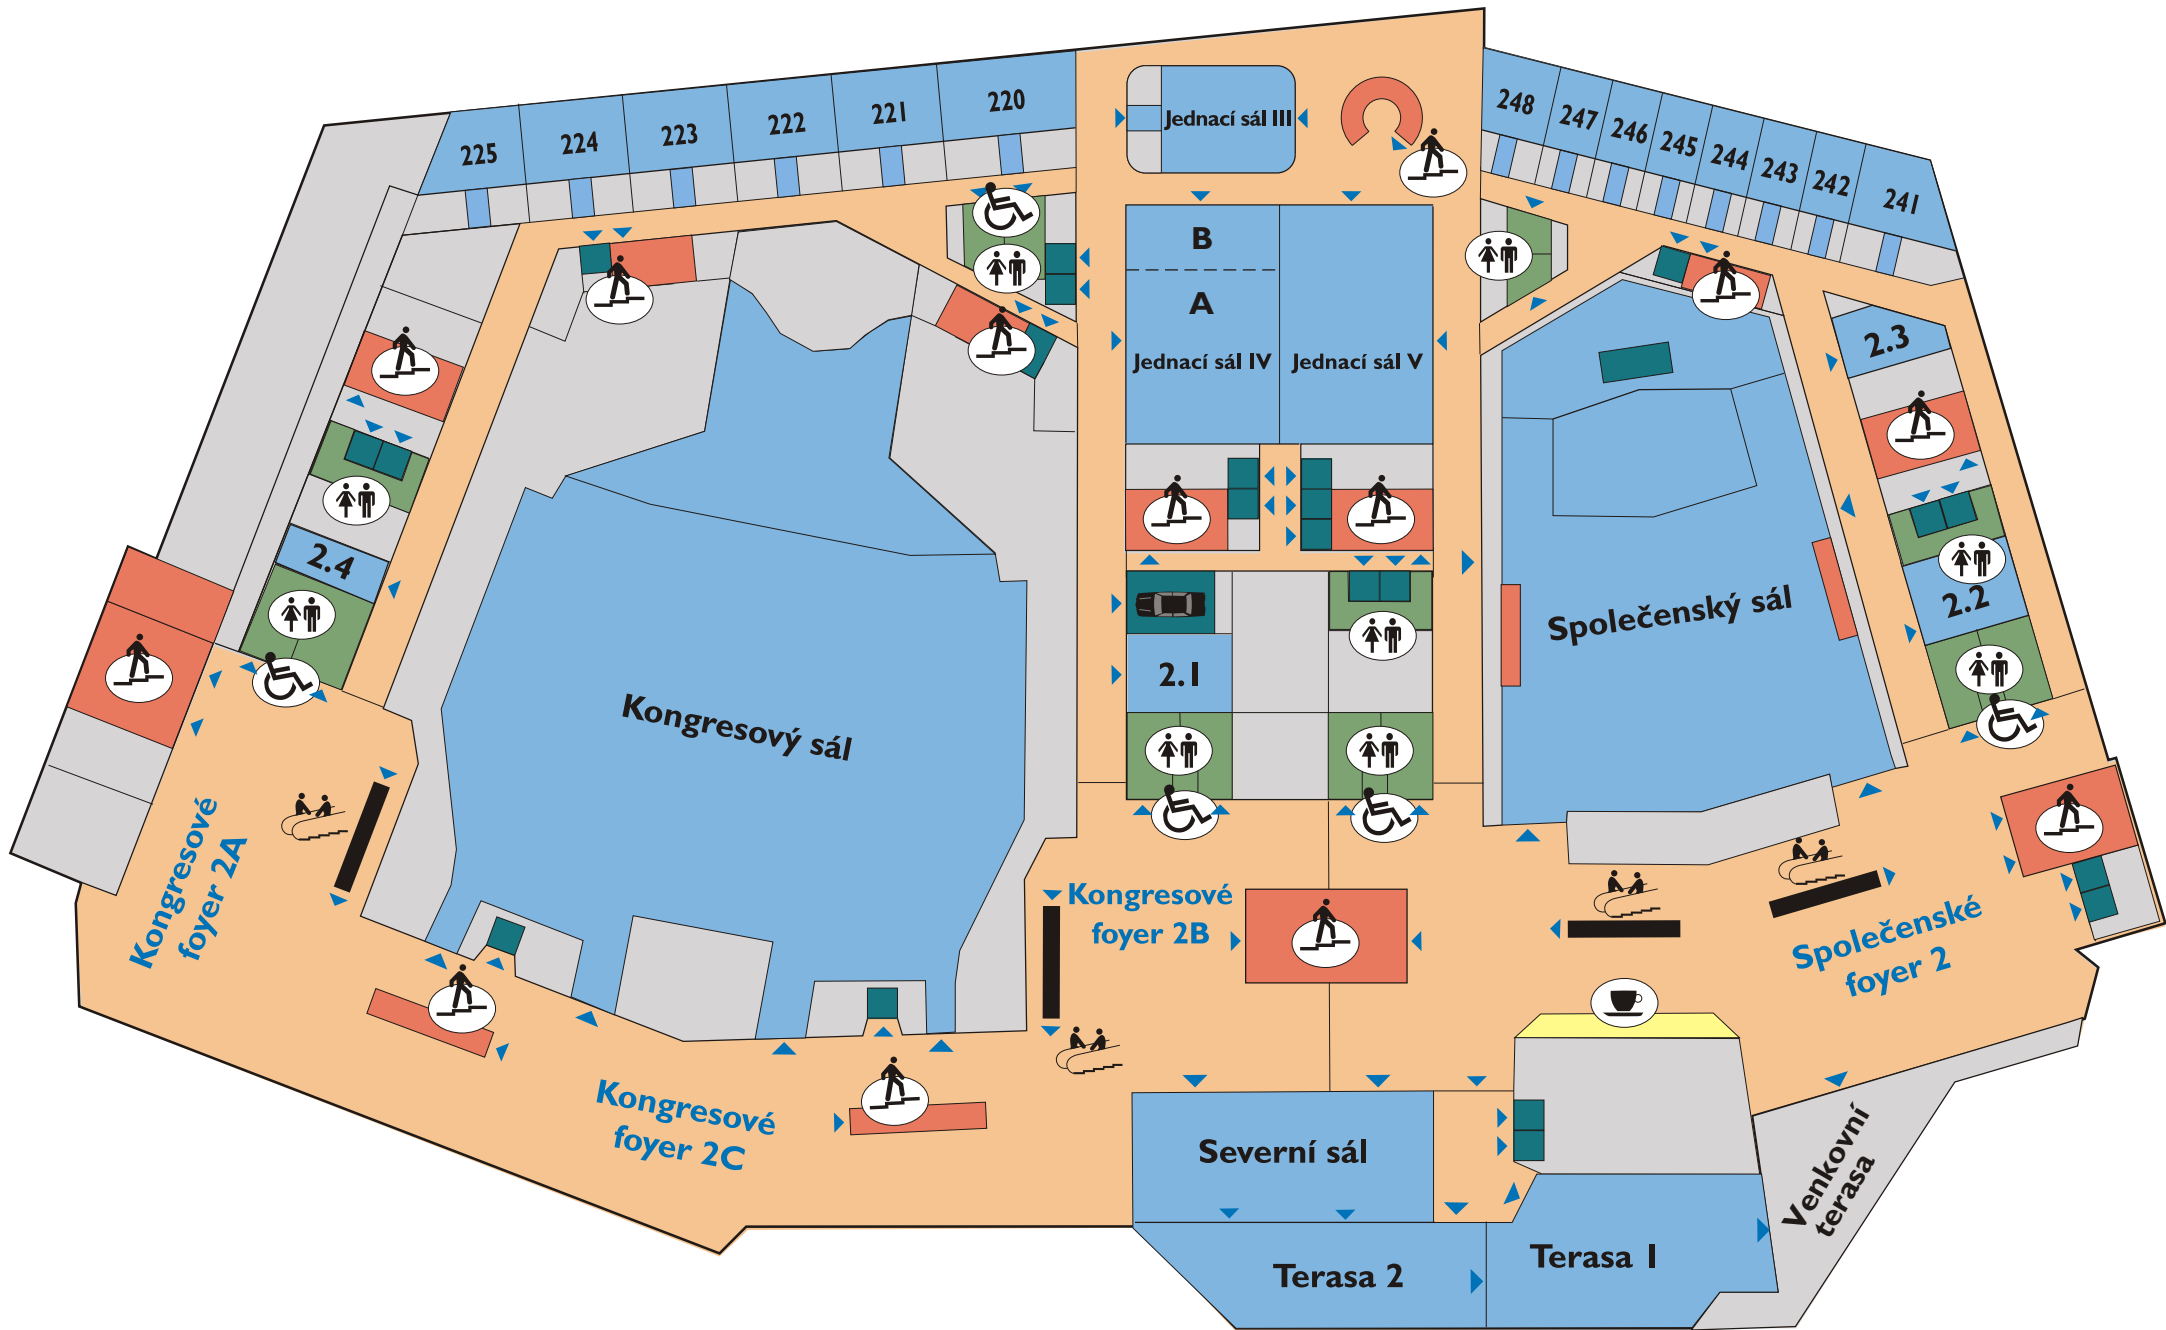 225
224
223
222
221
220
Jednací sál III
248
247
246
245
244
243
242
241
B
A
Jednací sál IV
Jednací sál V
2.3
2.4
2.2
2.1
Kongresový sál
Společenský sál
Kongresové
foyer 2A
Kongresové
foyer 2B
Společenské
foyer 2
Kongresové
foyer 2C
Severní sál
Terasa 2
Terasa 1
Venkovní
terasa